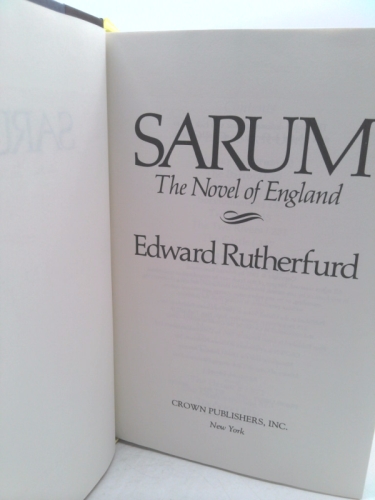 SARUM
The Novel of England
Edward Rutherfurd
CROWN PUBLISHERS, INC.
New York